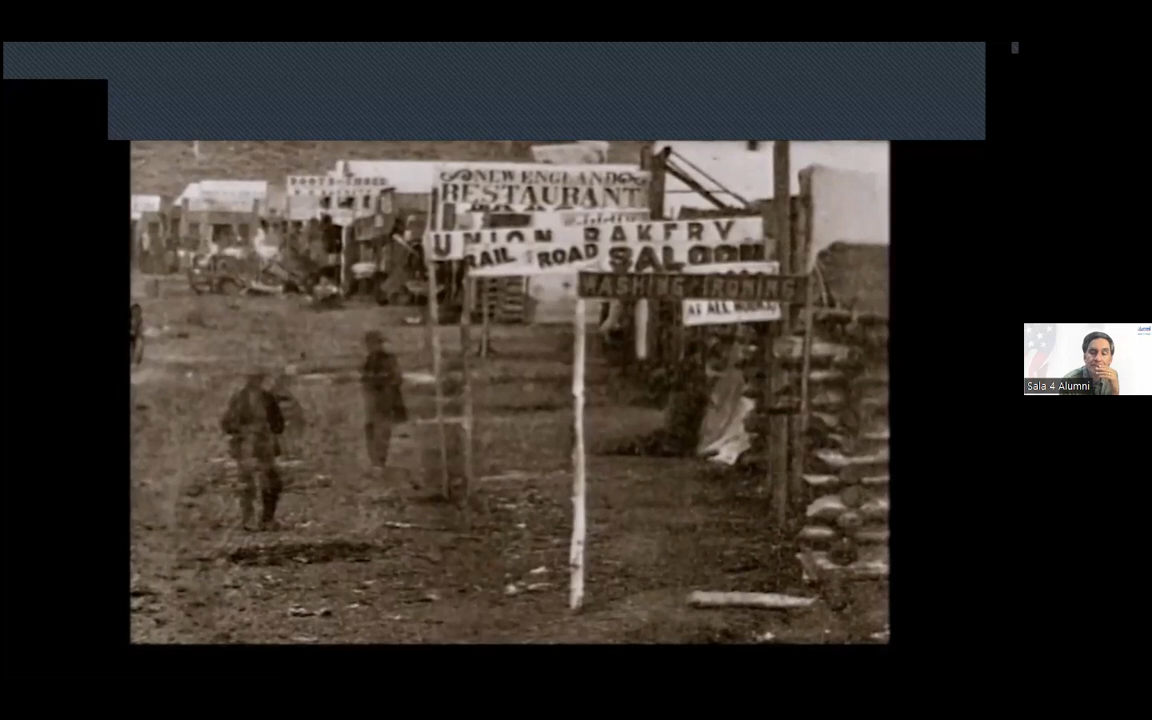 NEW ENGLAND
RESTAURANT
UNION BAKERY
RAIL ROAD SALOON
WASHING & IRONING
AT ALL HOURS
Sala 4 Alumni